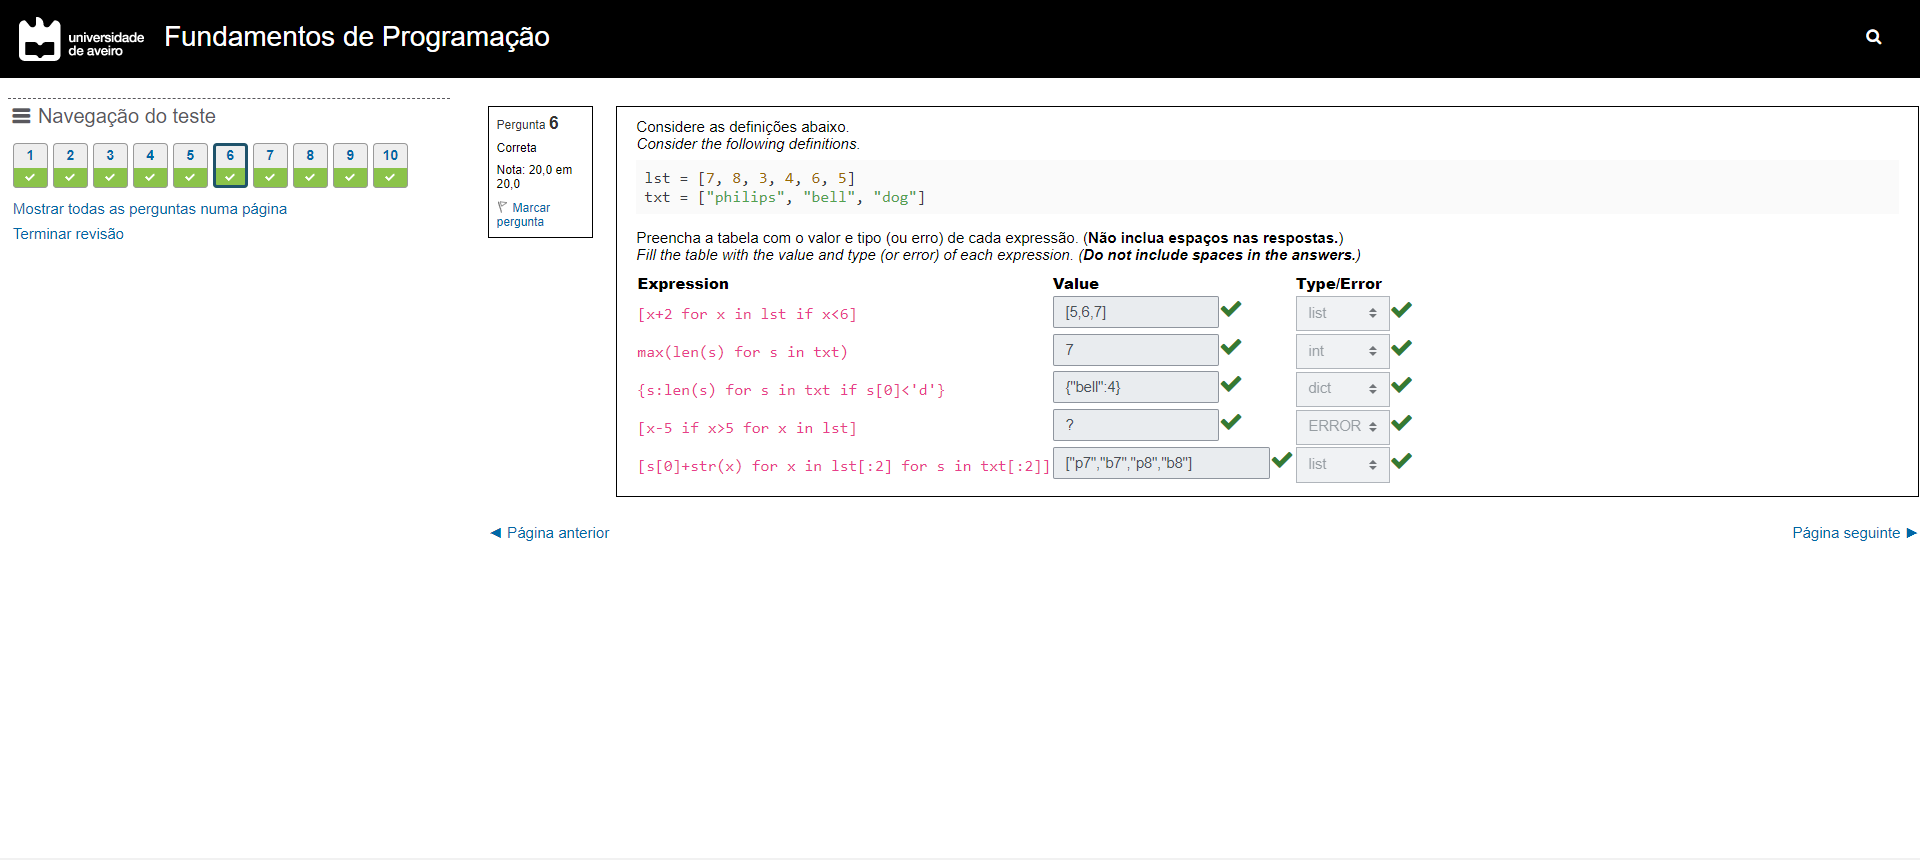 universidade
de aveiro
Fundamentos de Programação
Navegação do teste
1 2 3 4 5 6 7 8 9 10
Mostrar todas as perguntas numa página
Terminar revisão
Pergunta 6
Correta
Nota: 20,0 em
20,0
Marcar
pergunta
Considere as definições abaixo.
Consider the following definitions.
lst = [7, 8, 3, 4, 6, 5]
txt = ["philips", "bell", "dog"]
Preencha a tabela com o valor e tipo (ou erro) de cada expressão. (Não inclua espaços nas respostas.)
Fill the table with the value and type (or error) of each expression. (Do not include spaces in the answers.)
Expression Value Type/Error
[x+2 for x in lst if x<6] [5,6,7] list
max(len(s) for s in txt) 7 int
{s:len(s) for s in txt if s[0]<'d'} {"bell":4} dict
[x-5 if x>5 for x in lst] ? ERROR
[s[0]+str(x) for x in lst[:2] for s in txt[:2]] ["p7","b7","p8","b8"] list
◄ Página anterior
Página seguinte ►